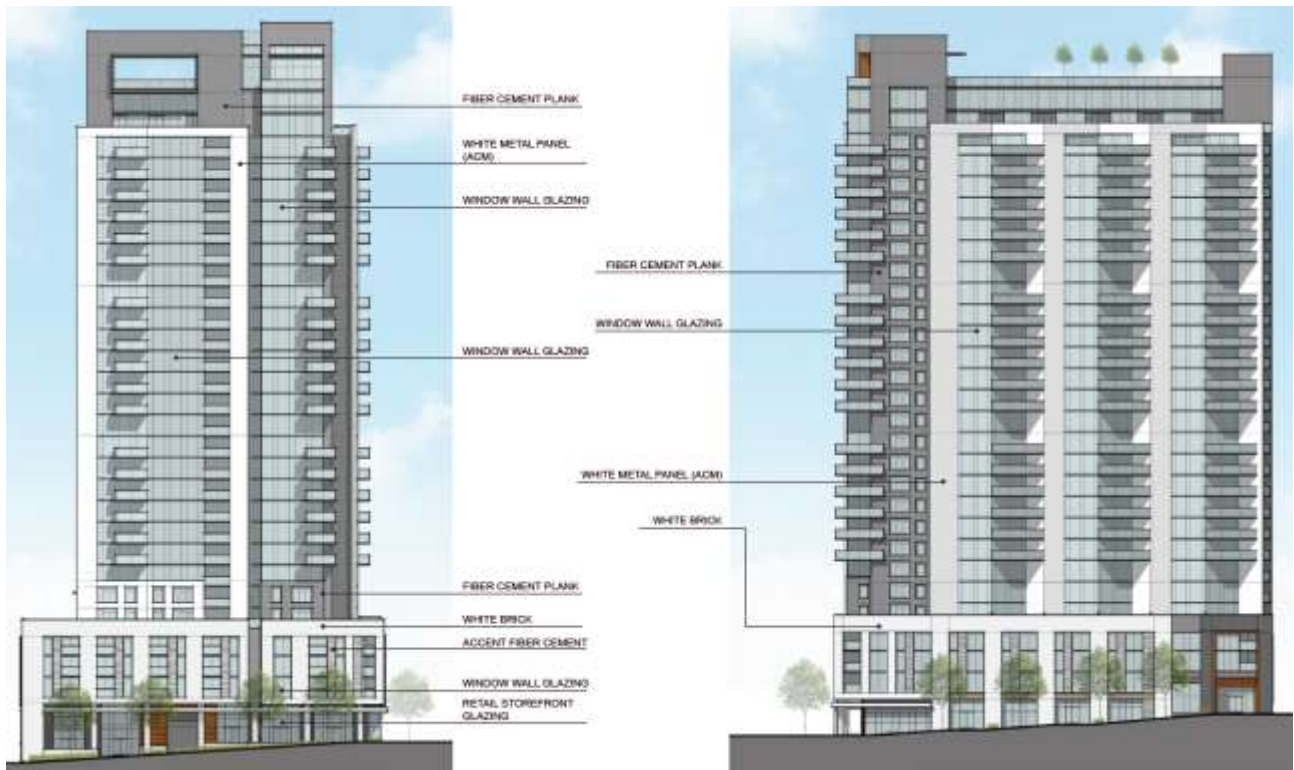 FIBER CEMENT PLANK
WHITE METAL PANEL
(ACM)
WINDOW WALL GLAZING
WINDOW WALL GLAZING
FIBER CEMENT PLANK
WHITE BRICK
ACCENT FIBER CEMENT
WINDOW WALL GLAZING
RETAIL STOREFRONT
GLAZING
FIBER CEMENT PLANK
WINDOW WALL GLAZING
WHITE METAL PANEL (ACM)
WHITE BRICK